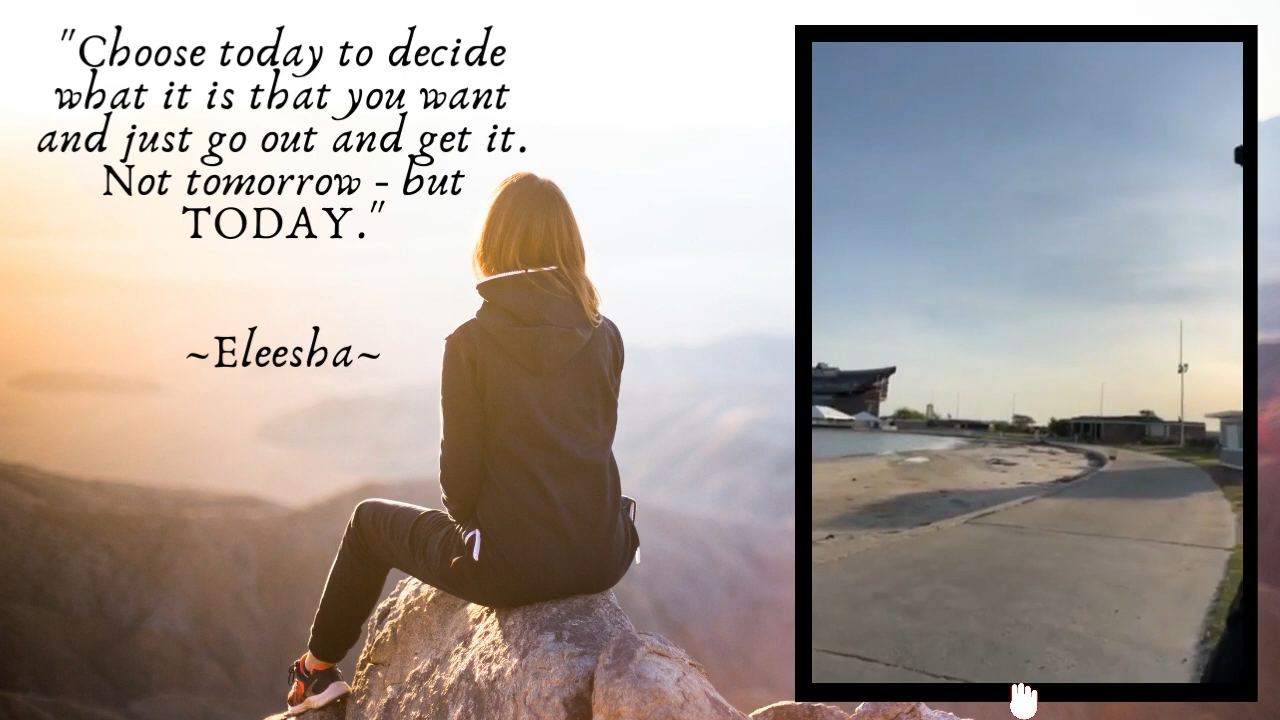 "Choose today to decide
what it is that you want
and just go out and get it.
Not tomorrow - but
TODAY."
~Eleesha~